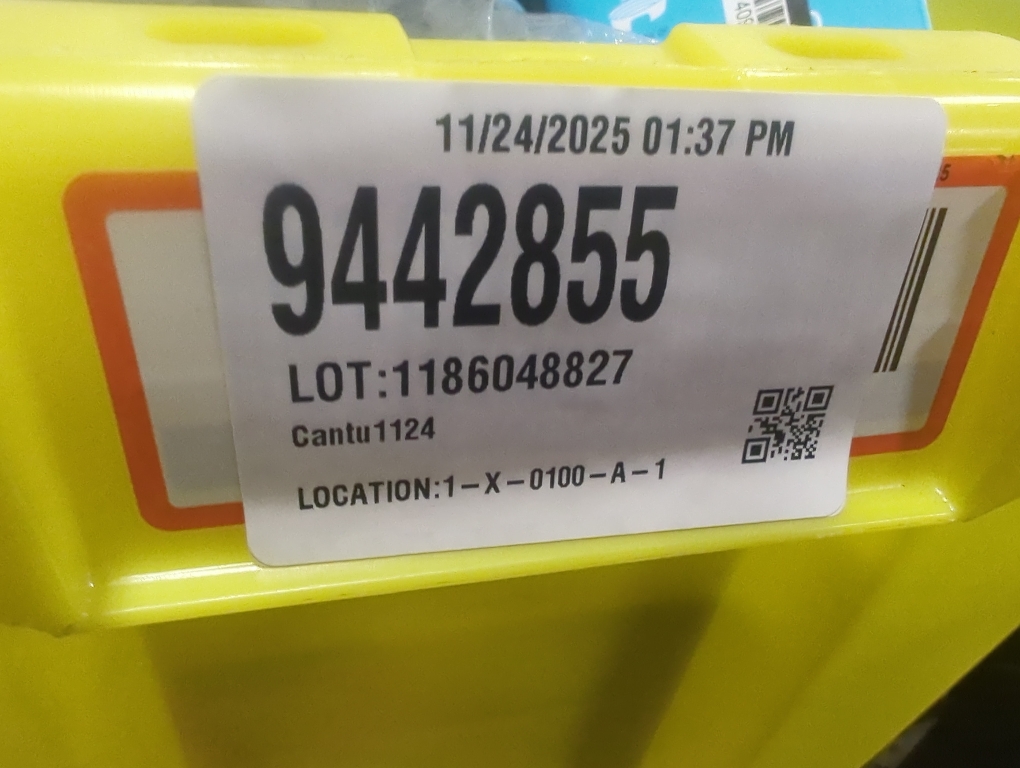 11/24/2025 01:37 PM
9442855
LOT:1186048827
Cantu1124
LOCATION:1-X-0100-A-1